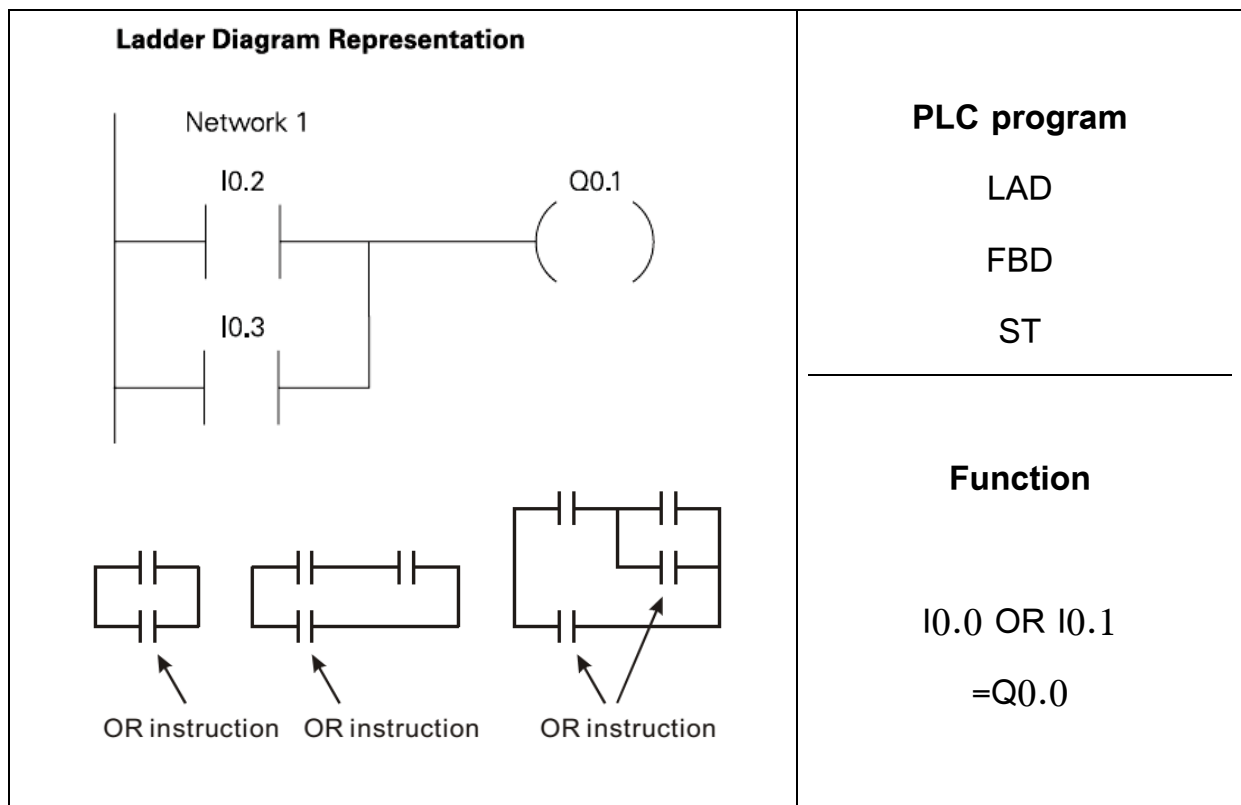 Ladder Diagram Representation
Network 1
I0.2
Q0.1
I0.3
OR instruction
OR instruction
OR instruction
PLC program
LAD
FBD
ST
Function
I0.0 OR I0.1
=Q0.0